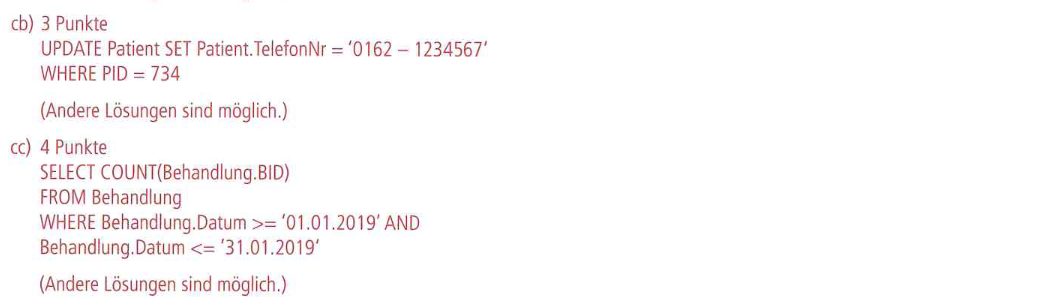 cb) 3 Punkte
UPDATE Patient SET Patient.TelefonNr = ’0162 – 1234567‘
WHERE PID = 734
(Andere Lösungen sind möglich.)
cc) 4 Punkte
SELECT COUNT(Behandlung.BID)
FROM Behandlung
WHERE Behandlung.Datum >= ’01.01.2019’ AND
Behandlung.Datum <= ’31.01.2019’
(Andere Lösungen sind möglich.)